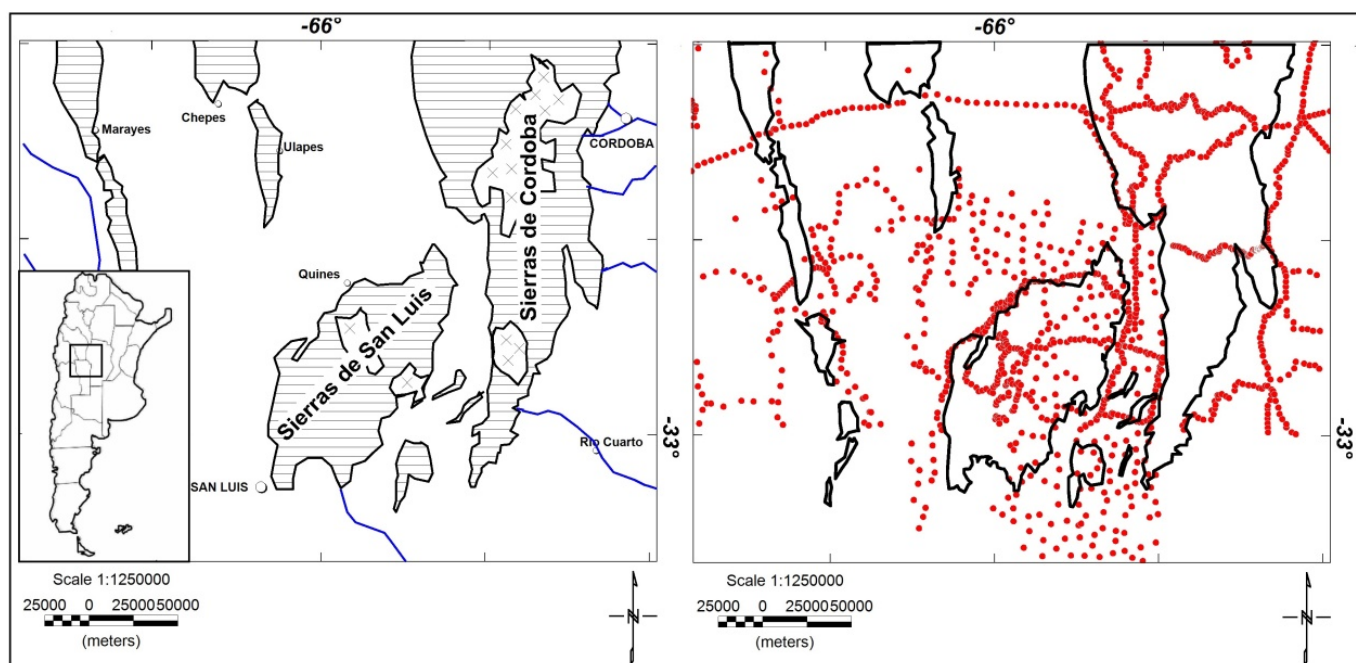 -66°
-66°
Marayes
Chepes
Ulapes
CORDOBA
Sierras de Cordoba
Quines
Sierras de San Luis
-33°
-33°
Rio Cuarto
SAN LUIS
Scale 1:1250000
25000 0 2500050000
(meters)
N
Scale 1:1250000
25000 0 2500050000
(meters)
N